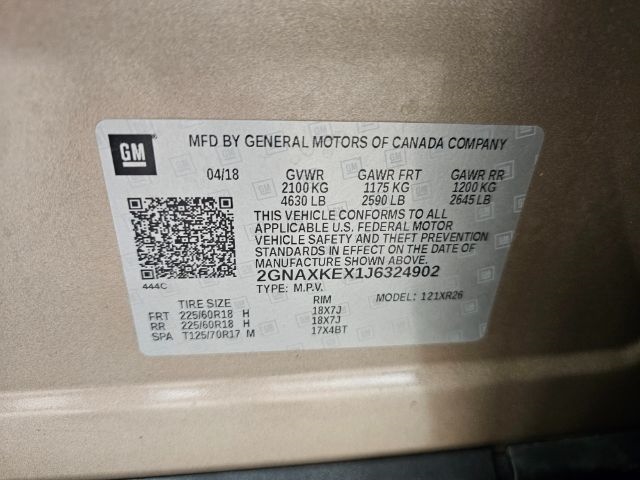 GM
MFD BY GENERAL MOTORS OF CANADA COMPANY
04/18 GVWR GAWR FRT GAWR RR
2100 KG 1175 KG 1200 KG
4630 LB 2590 LB 2645 LB
THIS VEHICLE CONFORMS TO ALL
APPLICABLE U.S. FEDERAL MOTOR
VEHICLE SAFETY AND THEFT PREVENTION
STANDARDS IN EFFECT ON THE DATE OF
MANUFACTURE SHOWN ABOVE.
444C
2GNAXKEX1J6324902
TYPE: M.P.V. MODEL: 121XR26
TIRE SIZE RIM
FRT 225/60R18 H 18X7J
RR 225/60R18 H 18X7J
SPA T125/70R17 M 17X4BT